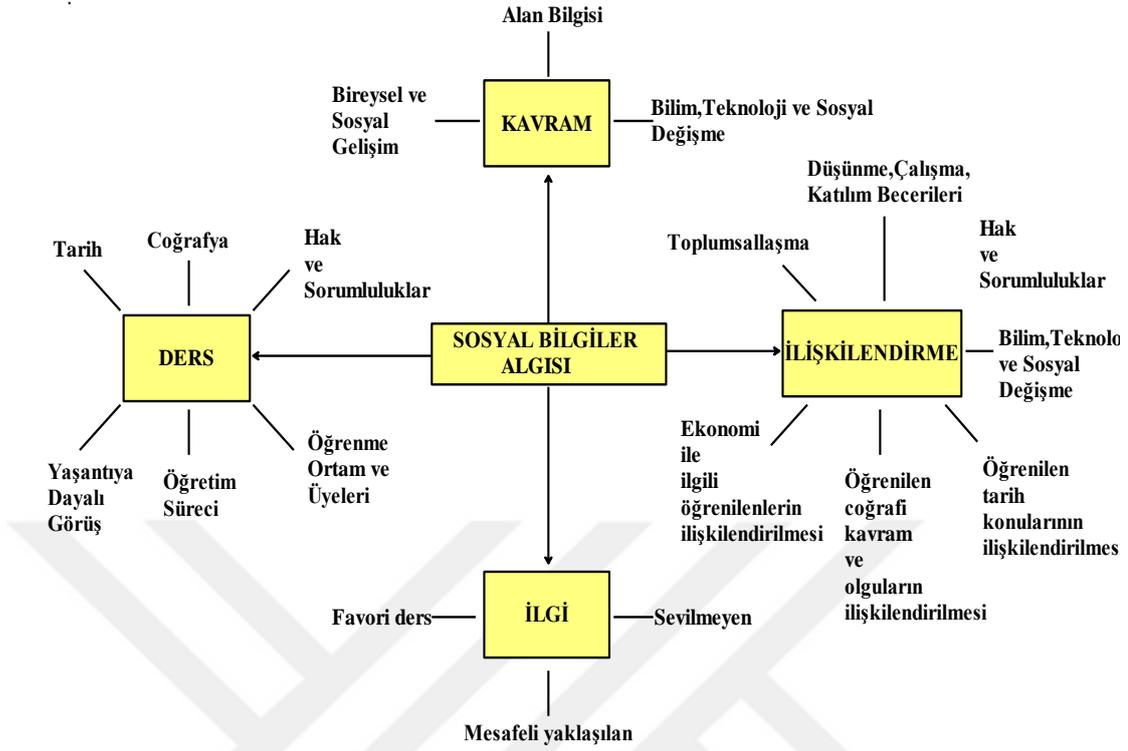 Alan Bilgisi
Bireysel ve
Sosyal
Gelişim
KAVRAM
Bilim,Teknoloji ve Sosyal
Değişme
Düşünme,Çalışma,
Katılım Becerileri
Tarih
Coğrafya
Hak
ve
Sorumluluklar
Toplumsallaşma
Hak
ve
Sorumluluklar
DERS
SOSYAL BİLGİLER
ALGISI
İLİŞKİLENDİRME
Bilim,Teknolo
ve Sosyal
Değişme
Yaşantıya
Dayalı
Görüş
Öğretim
Süreci
Öğrenme
Ortam ve
Üyeleri
Ekonomi
ile
ilgili
öğrenilenlerin
ilişkilendirilmesi
Öğrenilen
coğrafi
kavram
ve
olguların
ilişkilendirilmesi
Öğrenilen
tarih
konularının
ilişkilendirilmes
Favori ders
İLGİ
Sevilmeyen
Mesafeli yaklaşılan